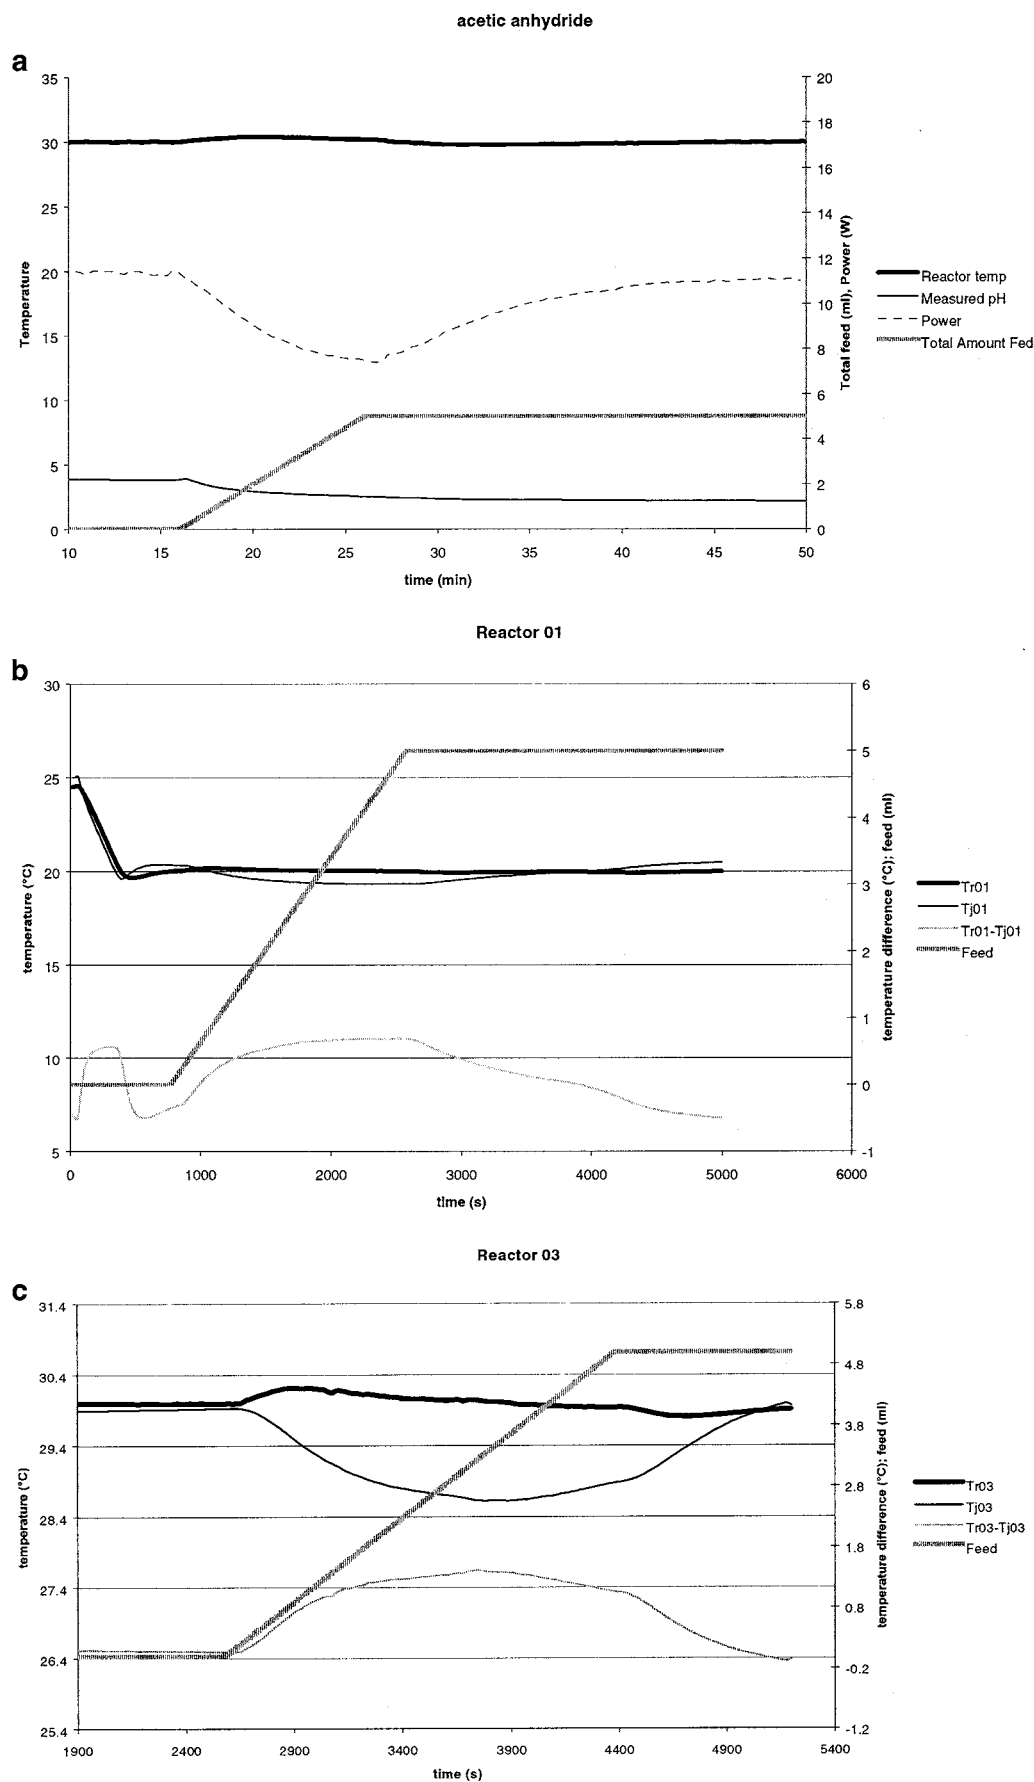 acetic anhydride
a
35
30
25
20
15
10
5
0
Temperature
20
18
16
14
12
10
8
6
4
2
0
Total feed (ml), Power (W)
10 15 20 25 30 35 40 45 50
time (min)
Reactor temp
Measured pH
Power
Total Amount Fed
Reactor 01
b
30
25
20
15
10
5
temperature (°C)
6
5
4
3
2
1
0
-1
temperature difference (°C); feed (ml)
0 1000 2000 3000 4000 5000 6000
time (s)
Tr01
Tj01
Tr01-Tj01
Feed
Reactor 03
c
31.4
30.4
29.4
28.4
27.4
26.4
25.4
temperature (°C)
5.8
4.8
3.8
2.8
1.8
0.8
-0.2
-1.2
temperature difference (°C); feed (ml)
1900 2400 2900 3400 3900 4400 4900 5400
time (s)
Tr03
Tj03
Tr03-Tj03
Feed